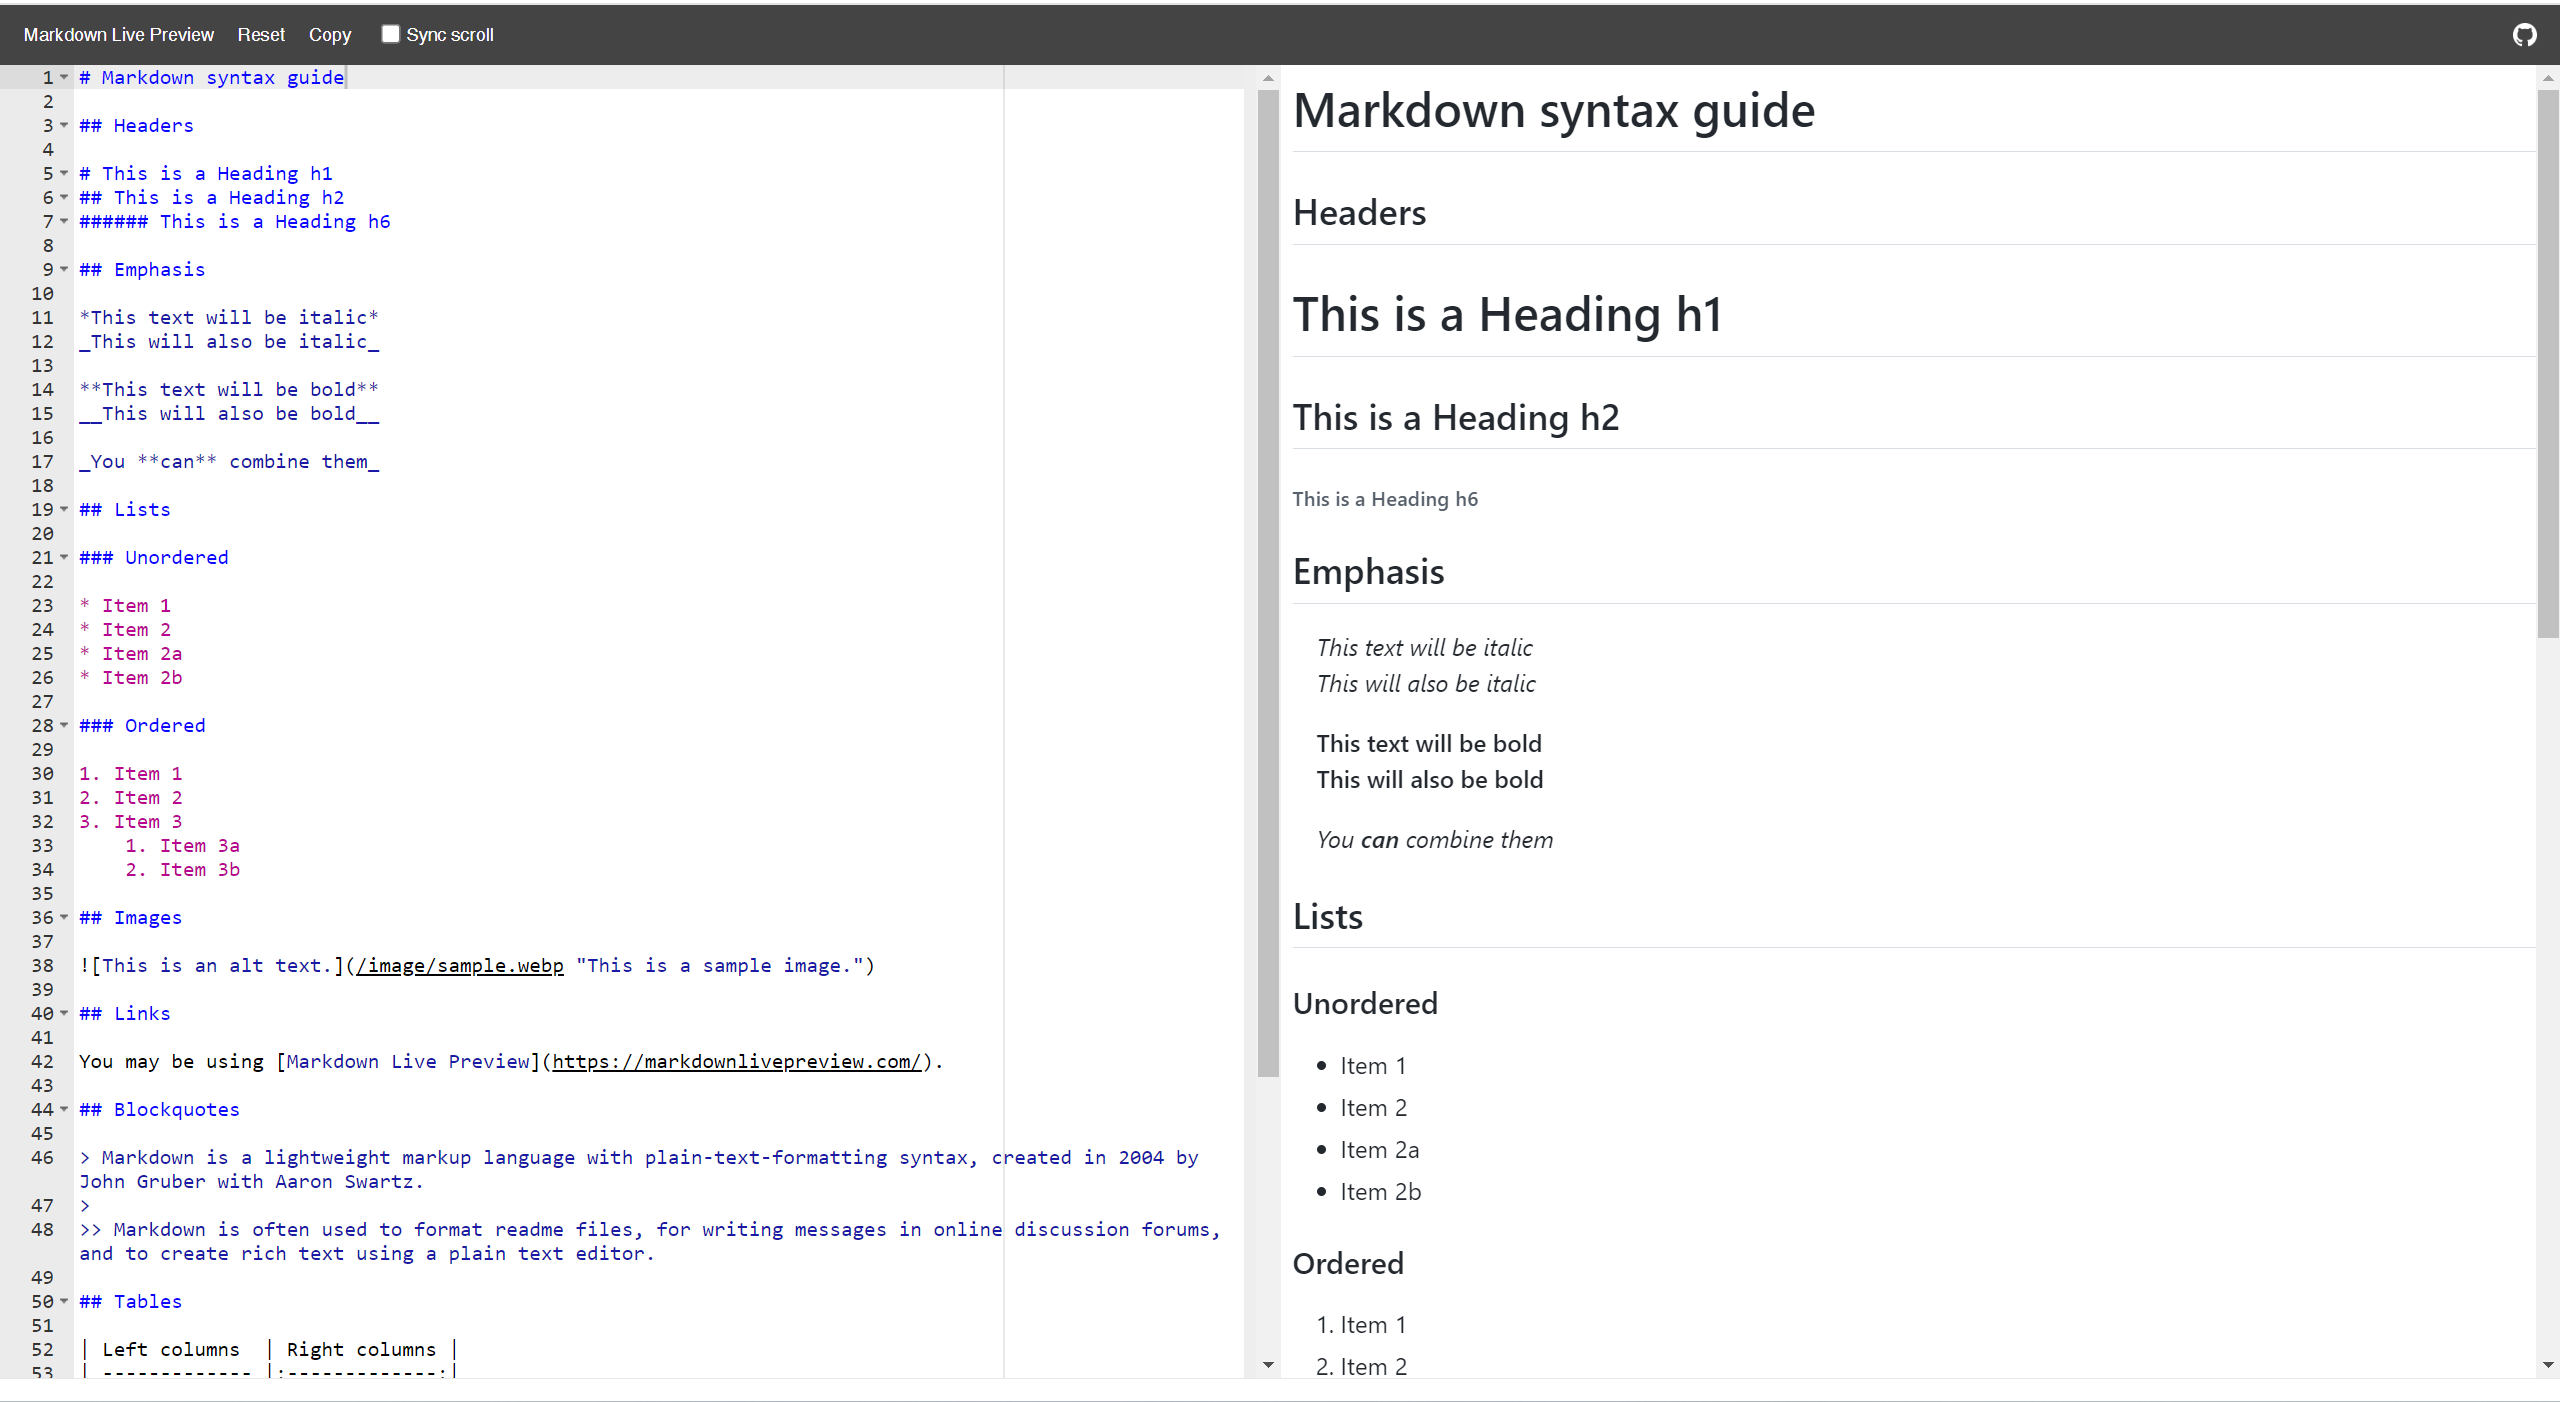 Markdown Live Preview Reset Copy Sync scroll
1 # Markdown syntax guide
2
3 ## Headers
4
5 # This is a Heading h1
6 ## This is a Heading h2
7 ###### This is a Heading h6
8
9 ## Emphasis
10
11 *This text will be italic*
12 _This will also be italic_
13
14 **This text will be bold**
15 __This will also be bold__
16
17 _You **can** combine them_
18
19 ## Lists
20
21 ### Unordered
22
23 * Item 1
24 * Item 2
25 * Item 2a
26 * Item 2b
27
28 ### Ordered
29
30 1. Item 1
31 2. Item 2
32 3. Item 3
33     1. Item 3a
34     2. Item 3b
35
36 ## Images
37
38 ![This is an alt text.](/image/sample.webp "This is a sample image.")
39
40 ## Links
41
42 You may be using [Markdown Live Preview](https://markdownlivepreview.com/).
43
44 ## Blockquotes
45
46 > Markdown is a lightweight markup language with plain-text-formatting syntax, created in 2004 by
John Gruber with Aaron Swartz.
47 >
48 >> Markdown is often used to format readme files, for writing messages in online discussion forums,
and to create rich text using a plain text editor.
49
50 ## Tables
51
52 | Left columns  | Right columns |
53 | ------------- |:-------------:|
Markdown syntax guide
Headers
This is a Heading h1
This is a Heading h2
This is a Heading h6
Emphasis
This text will be italic
This will also be italic
This text will be bold
This will also be bold
You can combine them
Lists
Unordered
• Item 1
• Item 2
• Item 2a
• Item 2b
Ordered
1. Item 1
2. Item 2